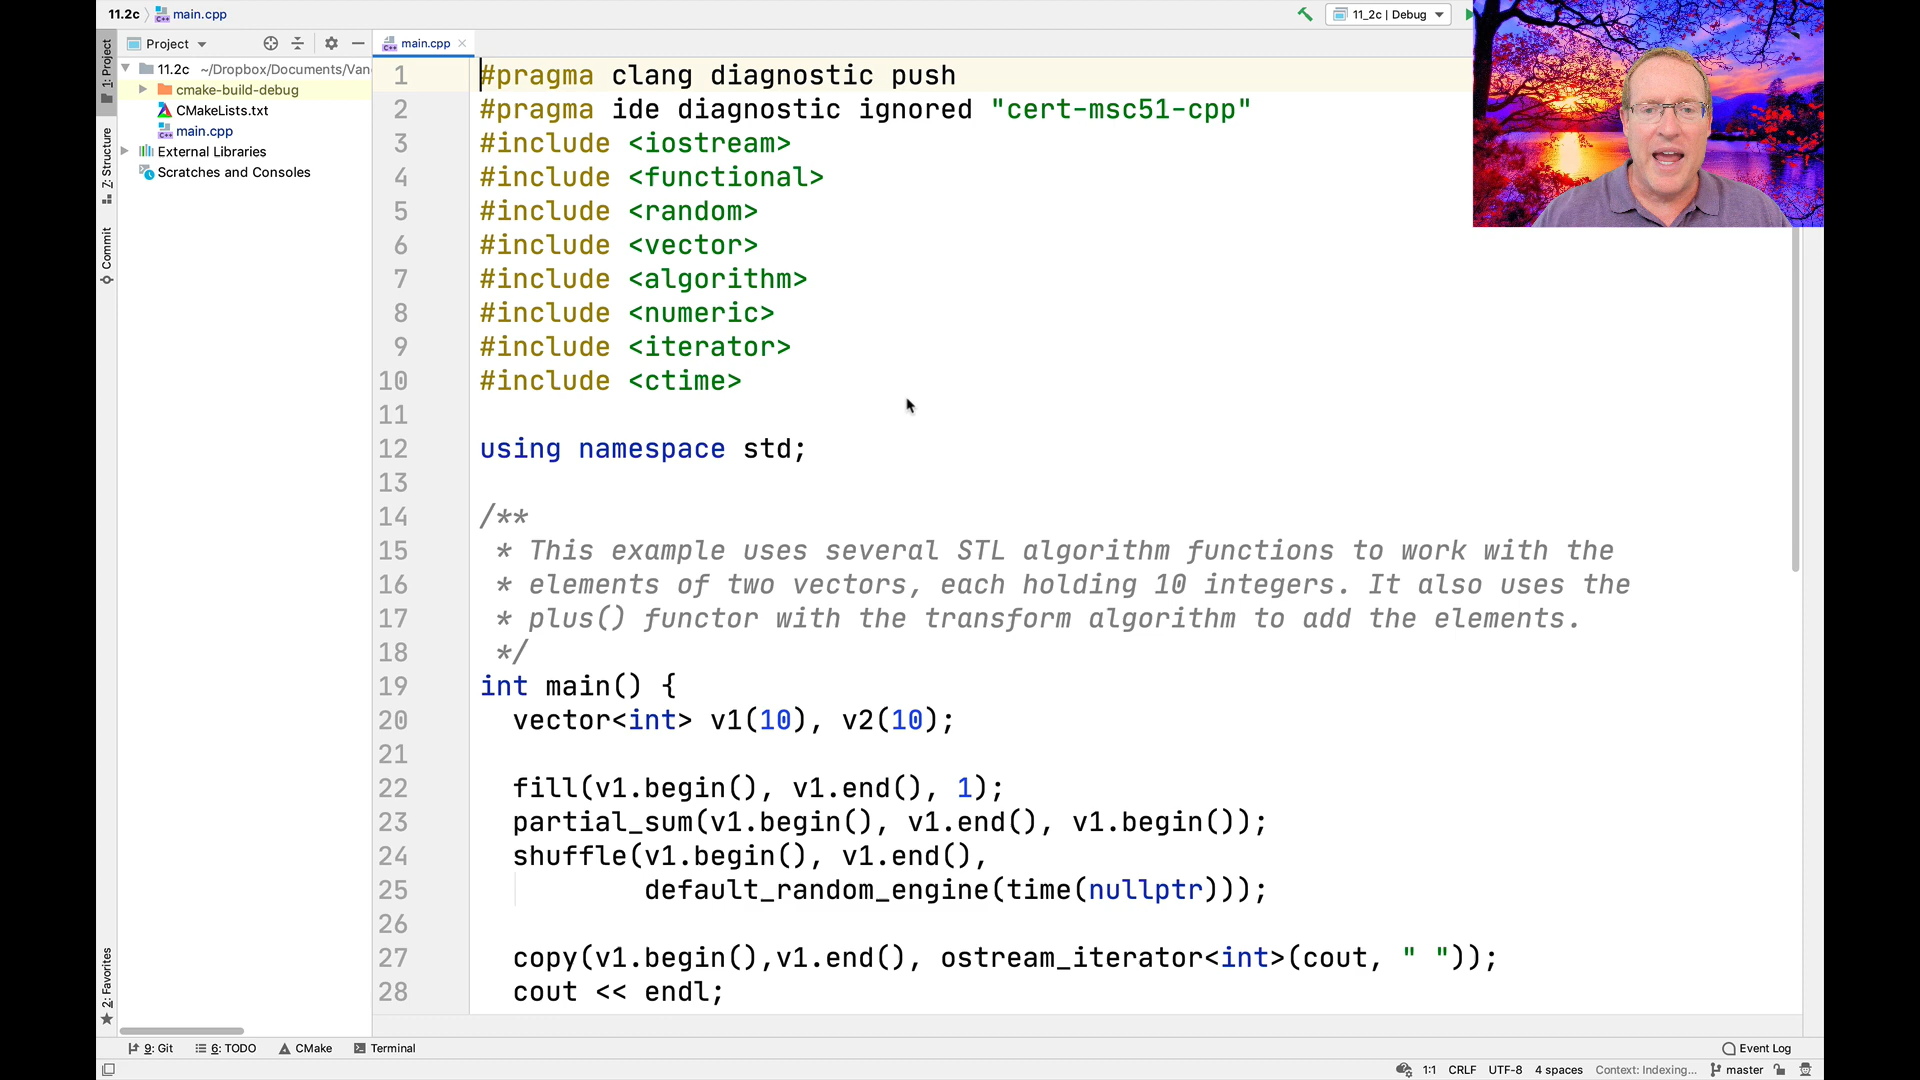 11.2c main.cpp
11_2c | Debug
Project
main.cpp
1: Project
Z: Structure
Commit
2: Favorites
11.2c ~/Dropbox/Documents/Van
cmake-build-debug
CMakeLists.txt
main.cpp
External Libraries
Scratches and Consoles
1 #pragma clang diagnostic push
2 #pragma ide diagnostic ignored "cert-msc51-cpp"
3 #include <iostream>
4 #include <functional>
5 #include <random>
6 #include <vector>
7 #include <algorithm>
8 #include <numeric>
9 #include <iterator>
10 #include <ctime>
11
12 using namespace std;
13
14 /**
15 * This example uses several STL algorithm functions to work with the
16 * elements of two vectors, each holding 10 integers. It also uses the
17 * plus() functor with the transform algorithm to add the elements.
18 */
19 int main() {
20 vector<int> v1(10), v2(10);
21
22 fill(v1.begin(), v1.end(), 1);
23 partial_sum(v1.begin(), v1.end(), v1.begin());
24 shuffle(v1.begin(), v1.end(),
25 default_random_engine(time(nullptr)));
26
27 copy(v1.begin(),v1.end(), ostream_iterator<int>(cout, " "));
28 cout << endl;
9: Git 6: TODO CMake Terminal Event Log
1:1 CRLF UTF-8 4 spaces Context: Indexing... master